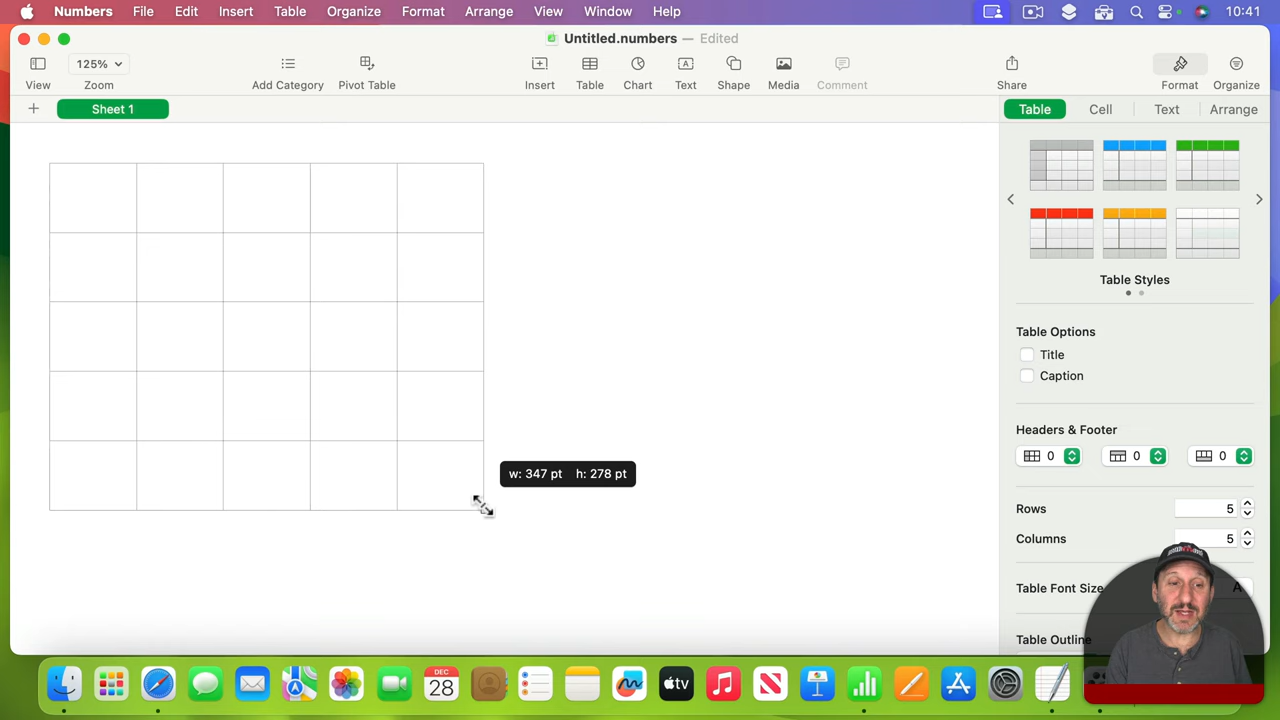 Numbers File Edit Insert Table Organize Format Arrange View Window Help 10:41
Untitled.numbers — Edited
125%
View Zoom Add Category Pivot Table Insert Table Chart Text Shape Media Comment Share Format Organize
Sheet 1
Table Cell Text Arrange
Table Styles
Table Options
Title
Caption
Headers & Footer
0 0 0
Rows 5
Columns 5
Table Font Size
Table Outline
w: 347 pt h: 278 pt
DEC
28
tv